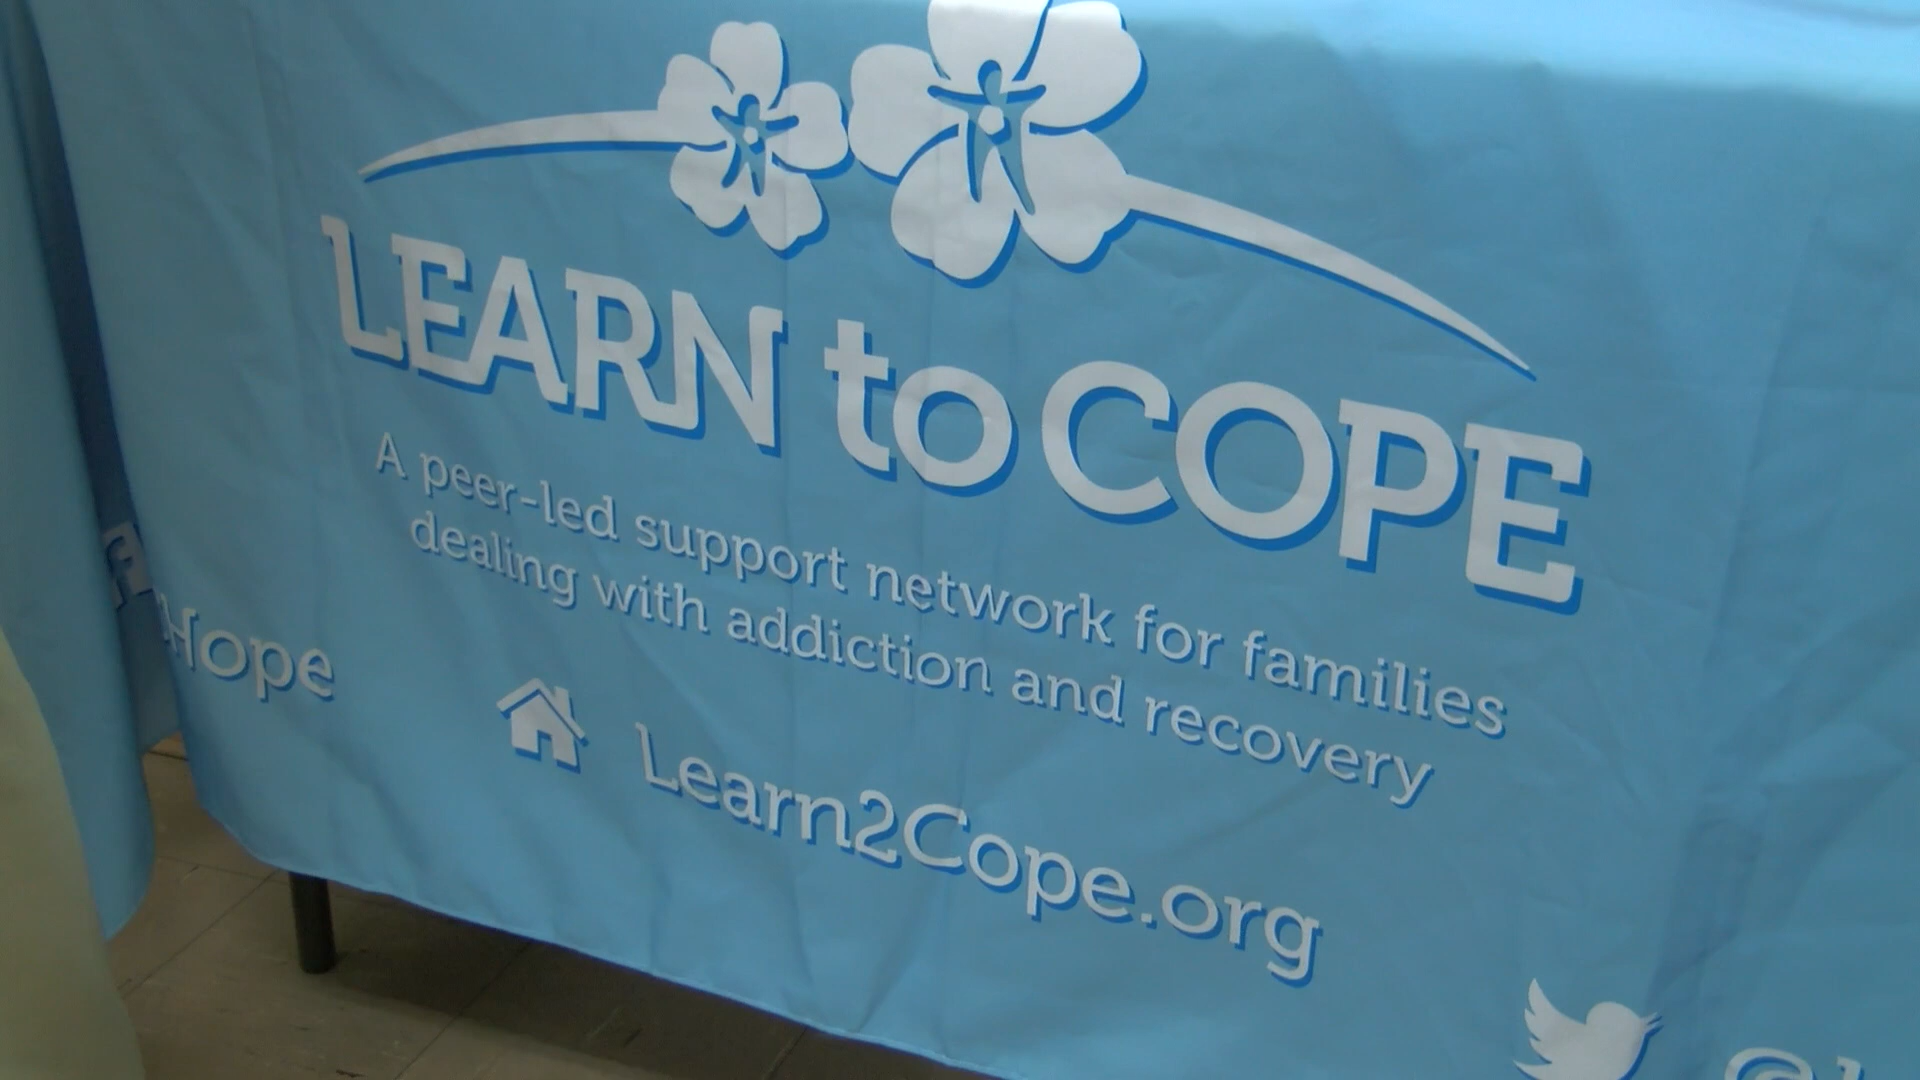 LEARN to COPE
A peer-led support network for families
dealing with addiction and recovery
Hope
Learn2Cope.org